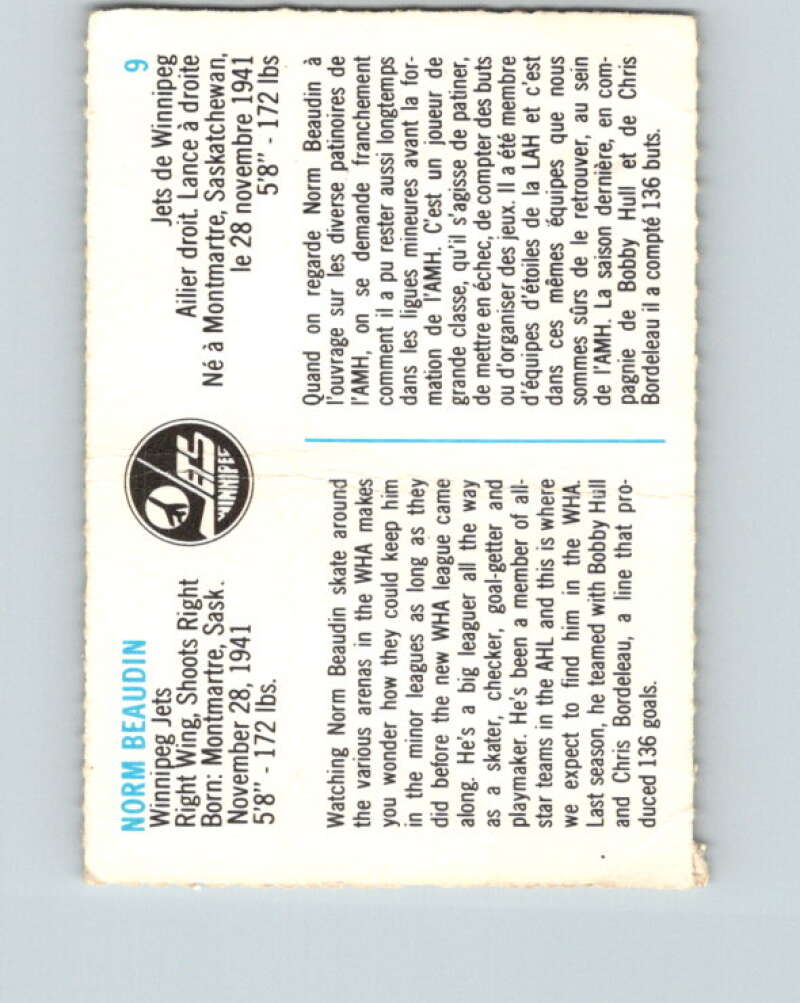 NORM BEAUDIN
Winnipeg Jets
Right Wing, Shoots Right
Born: Montmartre, Sask.
November 28, 1941
5'8" - 172 lbs.
Watching Norm Beaudin skate around
the various arenas in the WHA makes
you wonder how they could keep him
in the minor leagues as long as they
did before the new WHA league came
along. He's a big leaguer all the way
as a skater, checker, goal-getter and
playmaker. He's been a member of all-
star teams in the AHL and this is where
we expect to find him in the WHA.
Last season, he teamed with Bobby Hull
and Chris Bordeleau, a line that pro-
duced 136 goals.
JETS
WINNIPEG
9
Jets de Winnipeg
Ailier droit. Lance à droite
Né à Montmartre, Saskatchewan,
le 28 novembre 1941
5'8" - 172 lbs
Quand on regarde Norm Beaudin à
l'ouvrage sur les diverse patinoires de
l'AMH, on se demande franchement
comment il a pu rester aussi longtemps
dans les ligues mineures avant la for-
mation de l'AMH. C'est un joueur de
grande classe, qu'il s'agisse de patiner,
de mettre en échec, de compter des buts
ou d'organiser des jeux. Il a été membre
d'équipes d'étoiles de la LAH et c'est
dans ces mêmes équipes que nous
sommes sûrs de le retrouver, au sein
de l'AMH. La saison dernière, en com-
pagnie de Bobby Hull et de Chris
Bordeleau il a compté 136 buts.